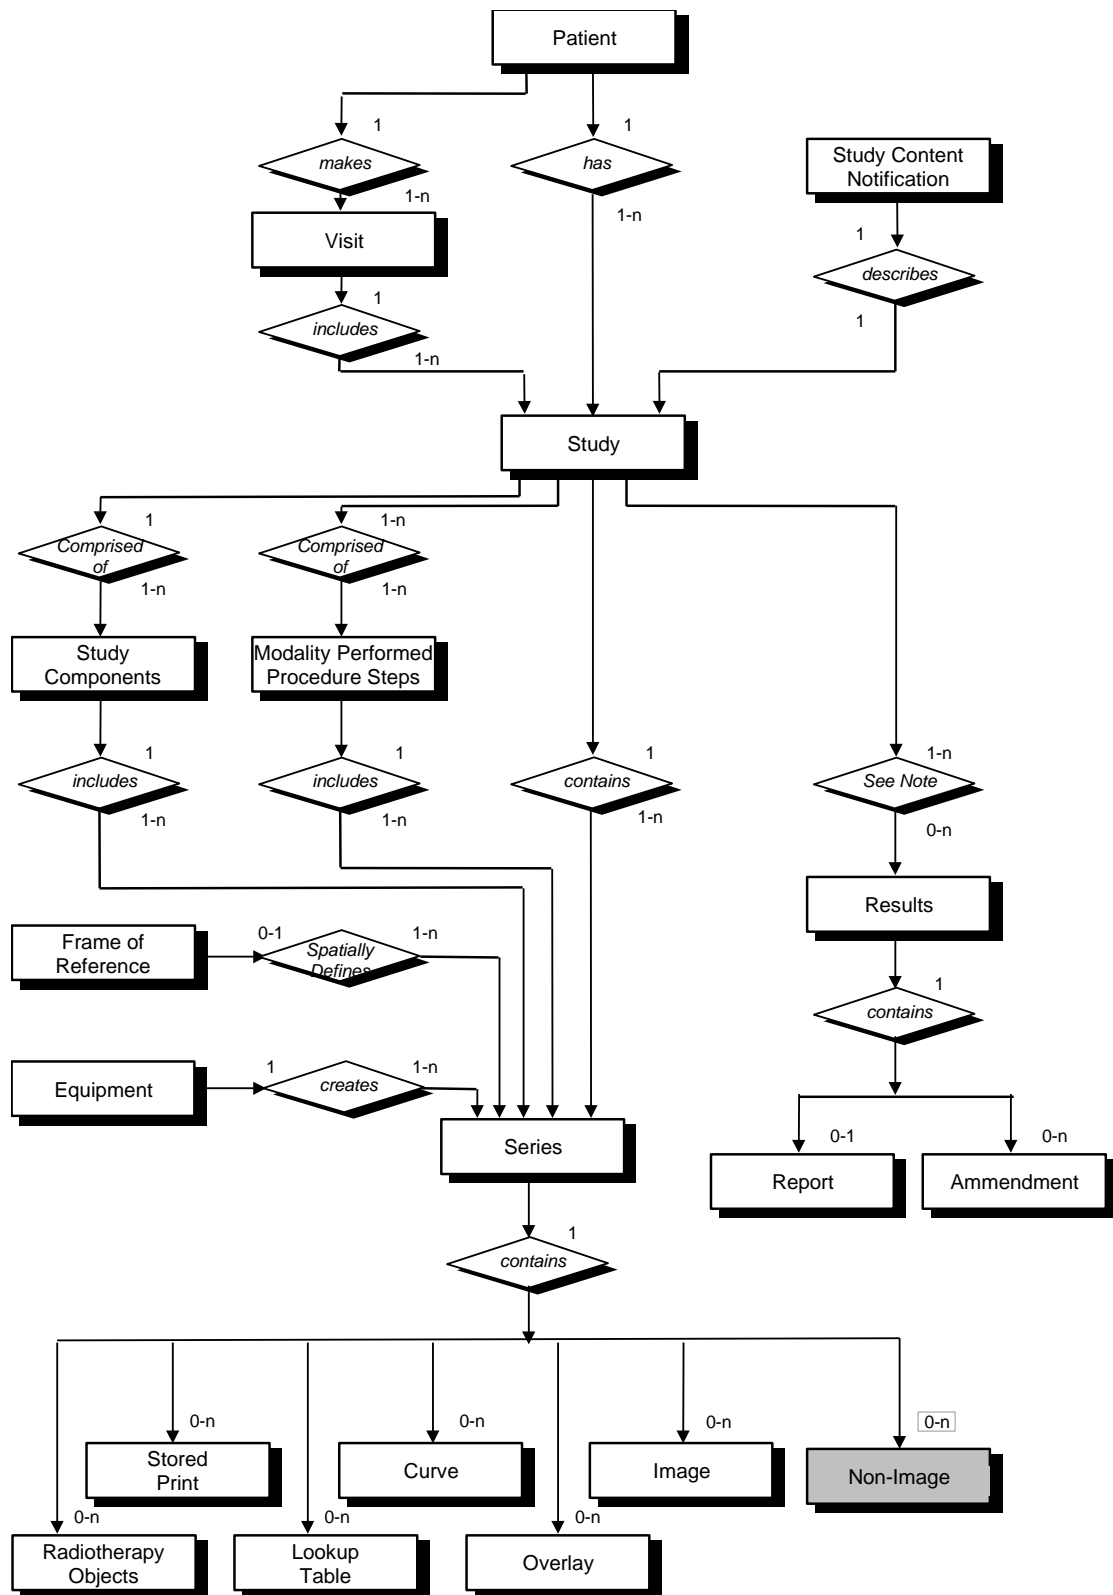 Patient
1
1
makes
has
Study Content
Notification
1-n
1-n
Visit
1
describes
1
1
includes
1-n
Study
1
1-n
Comprised
of
Comprised
of
1-n
1-n
Study
Components
Modality Performed
Procedure Steps
1
1
1
1-n
includes
includes
contains
See Note
1-n
1-n
1-n
0-n
Results
Frame of
Reference
0-1
Spatially
Defines
1-n
1
contains
Equipment
1
creates
1-n
Series
0-1
0-n
Report
Ammendment
1
contains
0-n
0-n
0-n
0-n
Stored
Print
Curve
Image
Non-Image
0-n
0-n
0-n
Radiotherapy
Objects
Lookup
Table
Overlay